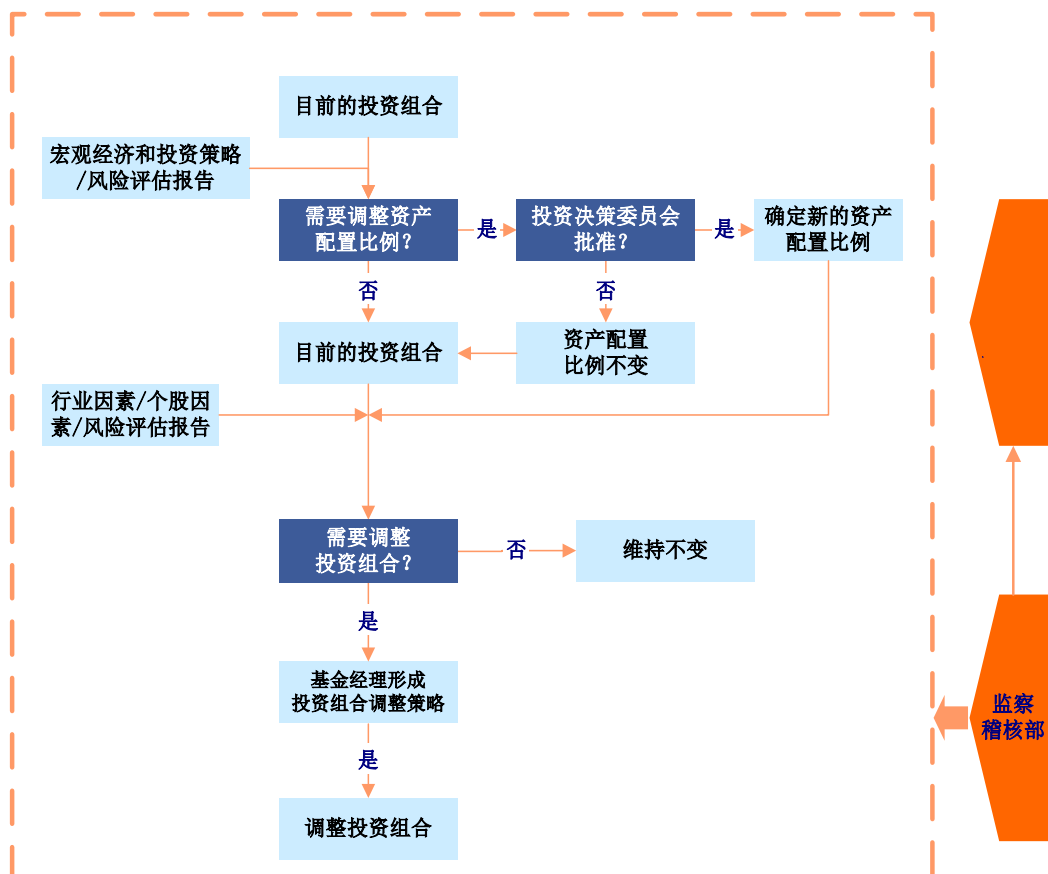 目前的投资组合
宏观经济和投资策略
/风险评估报告
需要调整资产
配置比例？
是
投资决策委员会
批准？
是
确定新的资产
配置比例
否
否
目前的投资组合
资产配置
比例不变
行业因素/个股因
素/风险评估报告
需要调整
投资组合？
否
维持不变
是
基金经理形成
投资组合调整策略
监察
稽核部
是
调整投资组合